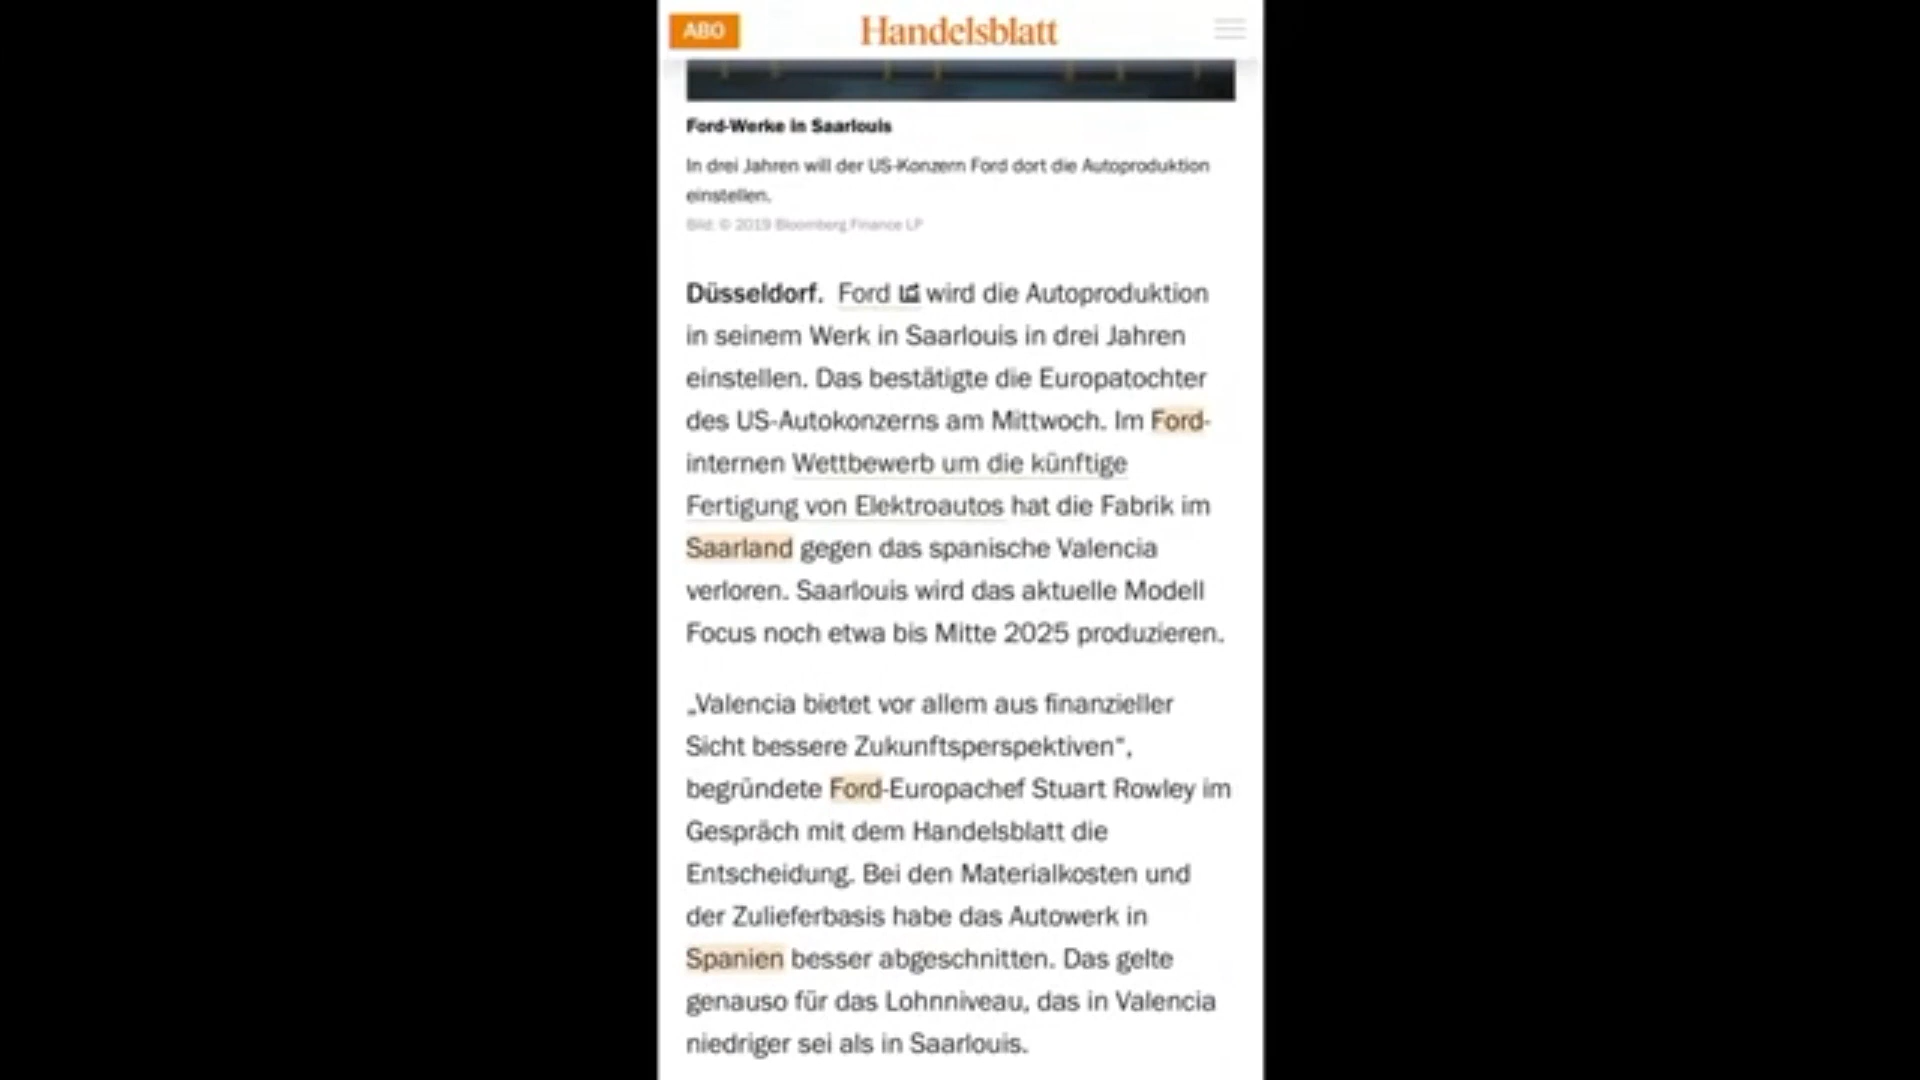 ABO
Handelsblatt
Ford-Werke in Saarlouis
In drei Jahren will der US-Konzern Ford dort die Autoproduktion
einstellen.
Bild: © 2019 Bloomberg Finance LP
Düsseldorf. Ford wird die Autoproduktion
in seinem Werk in Saarlouis in drei Jahren
einstellen. Das bestätigte die Europatochter
des US-Autokonzerns am Mittwoch. Im Ford-
internen Wettbewerb um die künftige
Fertigung von Elektroautos hat die Fabrik im
Saarland gegen das spanische Valencia
verloren. Saarlouis wird das aktuelle Modell
Focus noch etwa bis Mitte 2025 produzieren.
„Valencia bietet vor allem aus finanzieller
Sicht bessere Zukunftsperspektiven“,
begründete Ford-Europachef Stuart Rowley im
Gespräch mit dem Handelsblatt die
Entscheidung. Bei den Materialkosten und
der Zulieferbasis habe das Autowerk in
Spanien besser abgeschnitten. Das gelte
genauso für das Lohnniveau, das in Valencia
niedriger sei als in Saarlouis.